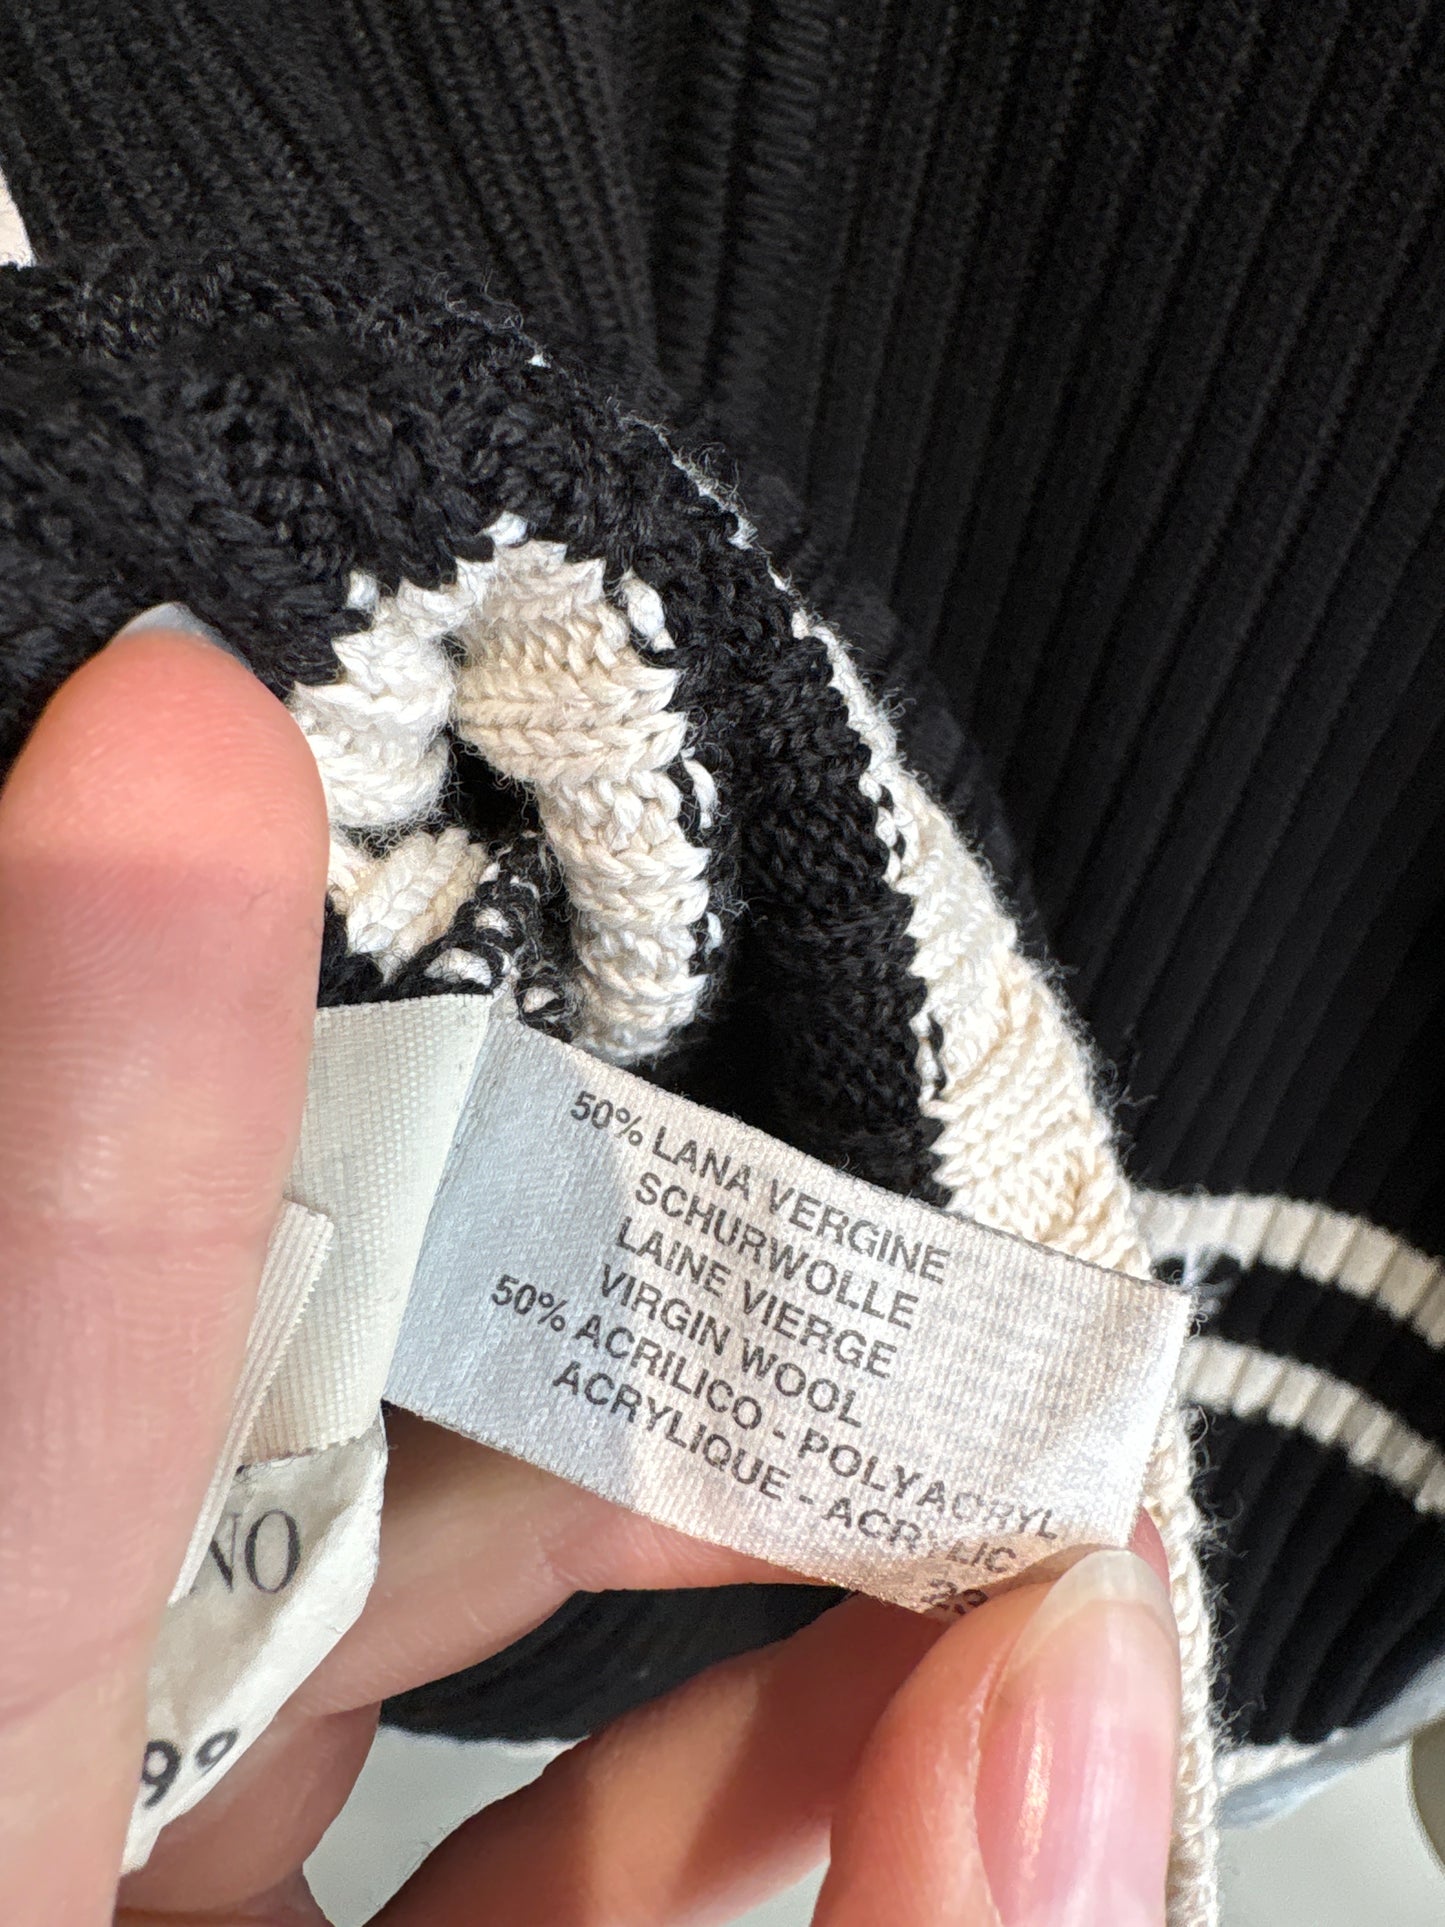 50% LANA VERGINE
SCHURWOLLE
LAINE VIERGE
VIRGIN WOOL
50% ACRILICO - POLYACRYL
ACRYLIQUE - ACRYLIC